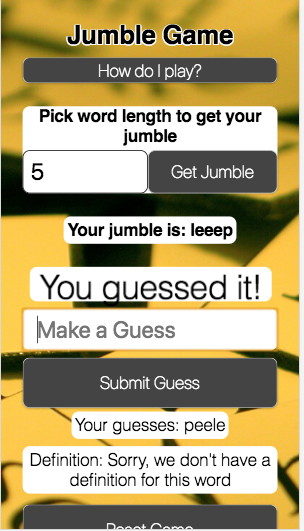 Jumble Game
How do I play?
Pick word length to get your
jumble
5
Get Jumble
Your jumble is: leeep
You guessed it!
Make a Guess
Submit Guess
Your guesses: peele
Definition: Sorry, we don't have a
definition for this word
Reset Game